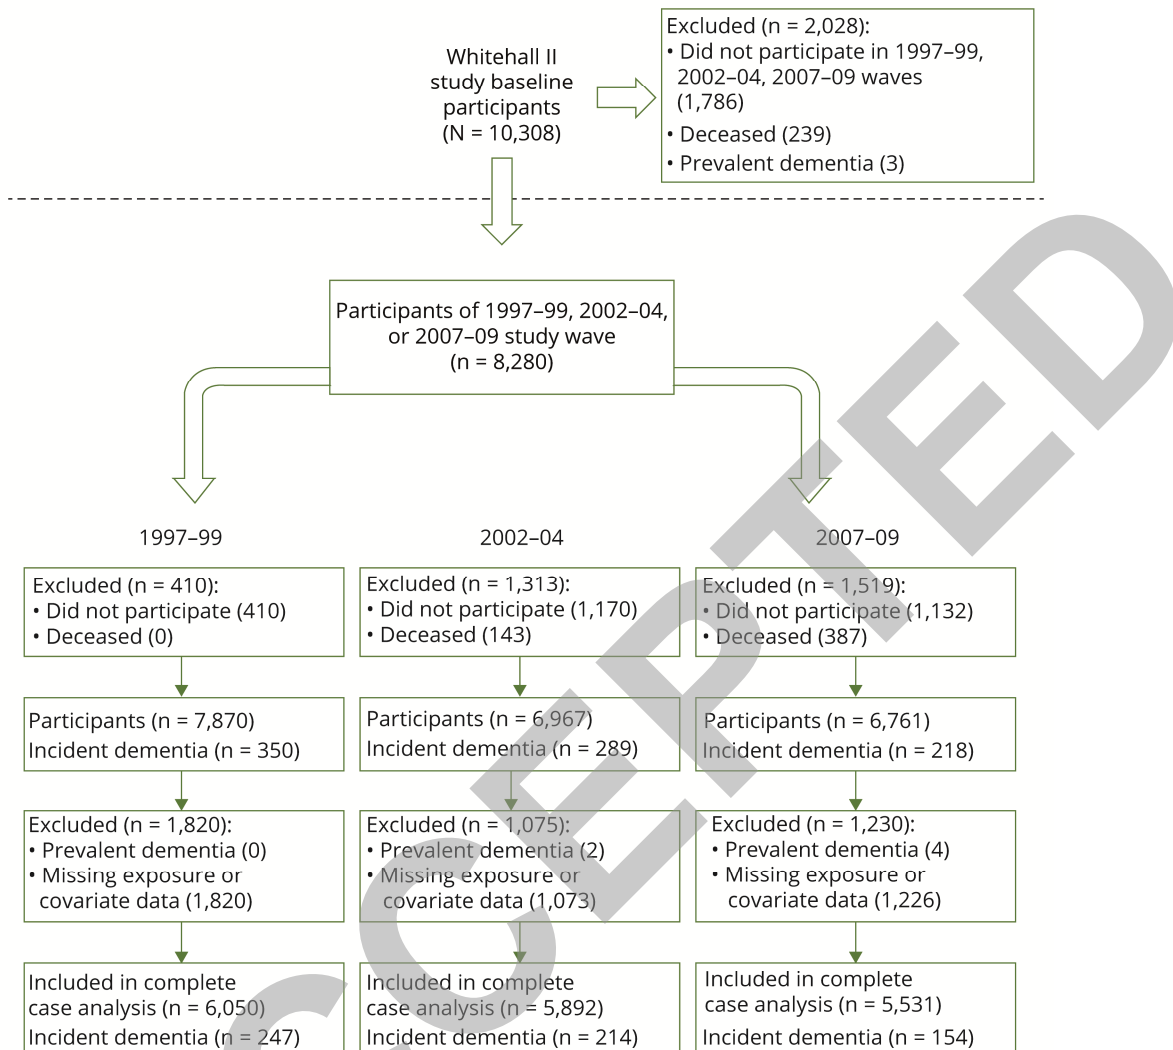 Whitehall II
study baseline
participants
(N = 10,308)
Excluded (n = 2,028):
• Did not participate in 1997–99,
2002–04, 2007–09 waves
(1,786)
• Deceased (239)
• Prevalent dementia (3)
Participants of 1997–99, 2002–04,
or 2007–09 study wave
(n = 8,280)
1997–99
Excluded (n = 410):
• Did not participate (410)
• Deceased (0)
Participants (n = 7,870)
Incident dementia (n = 350)
Excluded (n = 1,820):
• Prevalent dementia (0)
• Missing exposure or
covariate data (1,820)
Included in complete
case analysis (n = 6,050)
Incident dementia (n = 247)
2002–04
Excluded (n = 1,313):
• Did not participate (1,170)
• Deceased (143)
Participants (n = 6,967)
Incident dementia (n = 289)
Excluded (n = 1,075):
• Prevalent dementia (2)
• Missing exposure or
covariate data (1,073)
Included in complete
case analysis (n = 5,892)
Incident dementia (n = 214)
2007–09
Excluded (n = 1,519):
• Did not participate (1,132)
• Deceased (387)
Participants (n = 6,761)
Incident dementia (n = 218)
Excluded (n = 1,230):
• Prevalent dementia (4)
• Missing exposure or
covariate data (1,226)
Included in complete
case analysis (n = 5,531)
Incident dementia (n = 154)
CCEPTED